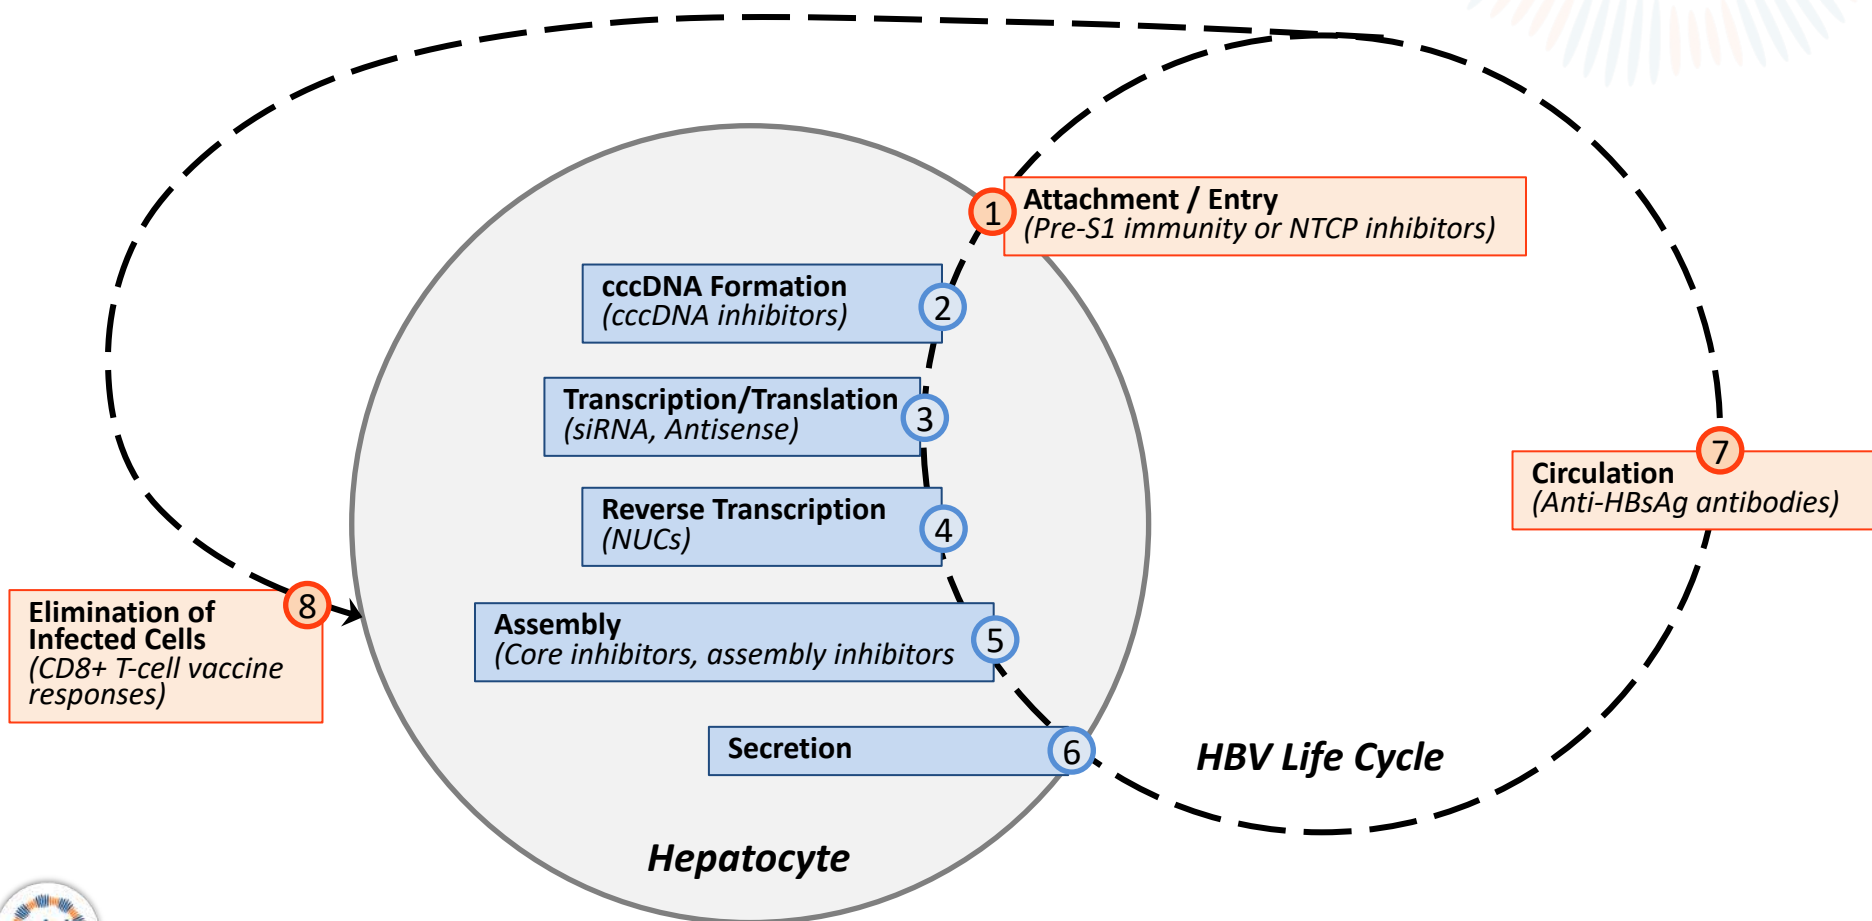 1
Attachment / Entry
(Pre-S1 immunity or NTCP inhibitors)
cccDNA Formation
(cccDNA inhibitors)
2
Transcription/Translation
(siRNA, Antisense)
3
Reverse Transcription
(NUCs)
4
Assembly
(Core inhibitors, assembly inhibitors
5
Secretion
6
7
Circulation
(Anti-HBsAg antibodies)
8
Elimination of
Infected Cells
(CD8+ T-cell vaccine
responses)
HBV Life Cycle
Hepatocyte